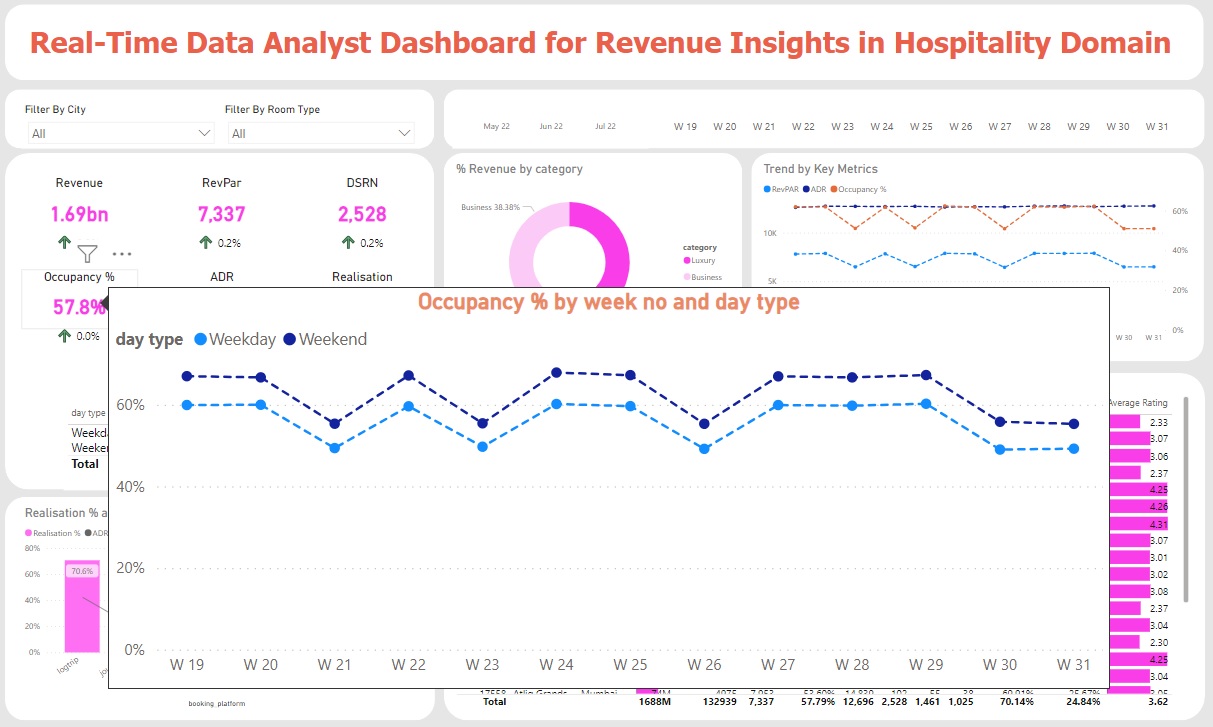 Real-Time Data Analyst Dashboard for Revenue Insights in Hospitality Domain
Filter By City
Filter By Room Type
All
All
May 22 Jun 22 Jul 22
W 19 W 20 W 21 W 22 W 23 W 24 W 25 W 26 W 27 W 28 W 29 W 30 W 31
Revenue RevPar DSRN
1.69bn 7,337 2,528
0.2% 0.2%
Occupancy % ADR Realisation
57.8%
0.0%
% Revenue by category
Business 38.38%
category
Luxury
Business
Trend by Key Metrics
RevPAR ADR Occupancy %
10K
5K
60%
40%
20%
0%
W 30 W 31
Occupancy % by week no and day type
day type Weekday Weekend
60%
40%
20%
0%
W 19 W 20 W 21 W 22 W 23 W 24 W 25 W 26 W 27 W 28 W 29 W 30 W 31
day type
Total
Realisation %
Realisation % ADR
80%
60%
40%
20%
0%
70.6%
logtrip
booking platform
Average Rating
2.33
3.07
3.06
2.37
4.25
4.26
4.31
3.07
3.01
3.02
3.08
2.37
3.04
2.30
4.25
3.04
3.05
Total 1688M 132939 7,337 57.79% 12,696 2,528 1,461 1,025 70.14% 24.84% 3.62